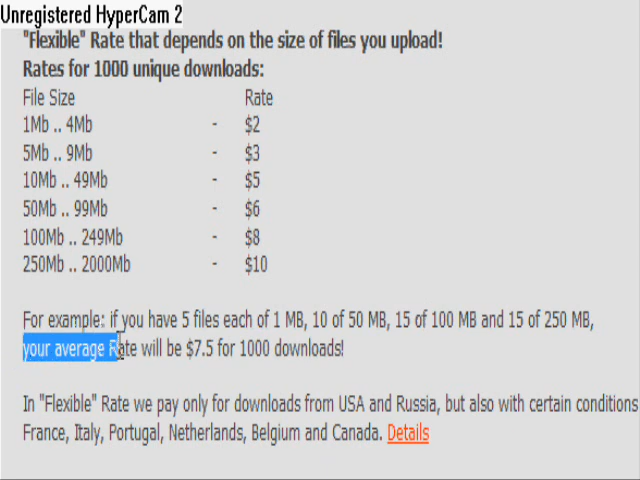 Unregistered HyperCam 2
"Flexible" Rate that depends on the size of files you upload!
Rates for 1000 unique downloads:
File Size Rate
1Mb .. 4Mb - $2
5Mb .. 9Mb - $3
10Mb .. 49Mb - $5
50Mb .. 99Mb - $6
100Mb .. 249Mb - $8
250Mb .. 2000Mb - $10
For example: if you have 5 files each of 1 MB, 10 of 50 MB, 15 of 100 MB and 15 of 250 MB,
your average Rate will be $7.5 for 1000 downloads!
In "Flexible" Rate we pay only for downloads from USA and Russia, but also with certain conditions
France, Italy, Portugal, Netherlands, Belgium and Canada. Details